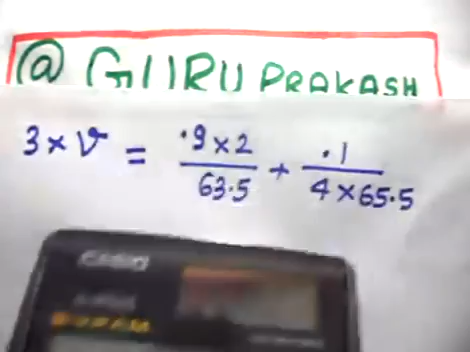 @ GURU PRAKASH
3 × v = .9 × 2 / 63.5 + .1 / 4 × 65.5
CASIO